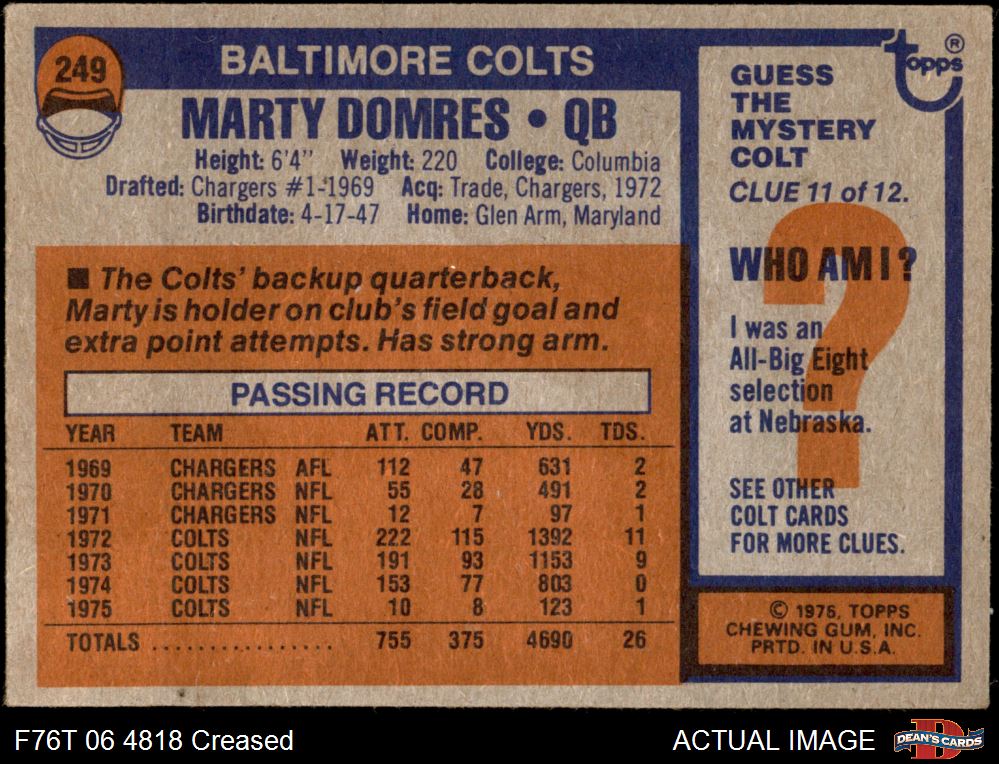 249
BALTIMORE COLTS
MARTY DOMRES • QB
Height: 6'4" Weight: 220 College: Columbia
Drafted: Chargers #1-1969 Acq: Trade, Chargers, 1972
Birthdate: 4-17-47 Home: Glen Arm, Maryland
■ The Colts' backup quarterback,
Marty is holder on club's field goal and
extra point attempts. Has strong arm.
PASSING RECORD
YEAR TEAM ATT. COMP. YDS. TDS.
1969 CHARGERS AFL 112 47 631 2
1970 CHARGERS NFL 55 28 491 2
1971 CHARGERS NFL 12 7 97 1
1972 COLTS NFL 222 115 1392 11
1973 COLTS NFL 191 93 1153 9
1974 COLTS NFL 153 77 803 0
1975 COLTS NFL 10 8 123 1
TOTALS ................ 755 375 4690 26
topps ®
GUESS
THE
MYSTERY
COLT
CLUE 11 of 12.
?
WHO AM I?
I was an
All-Big Eight
selection
at Nebraska.
SEE OTHER
COLT CARDS
FOR MORE CLUES.
© 1976, TOPPS
CHEWING GUM, INC.
PRTD. IN U.S.A.
F76T 06 4818 Creased
ACTUAL IMAGE
DEAN'S CARDS